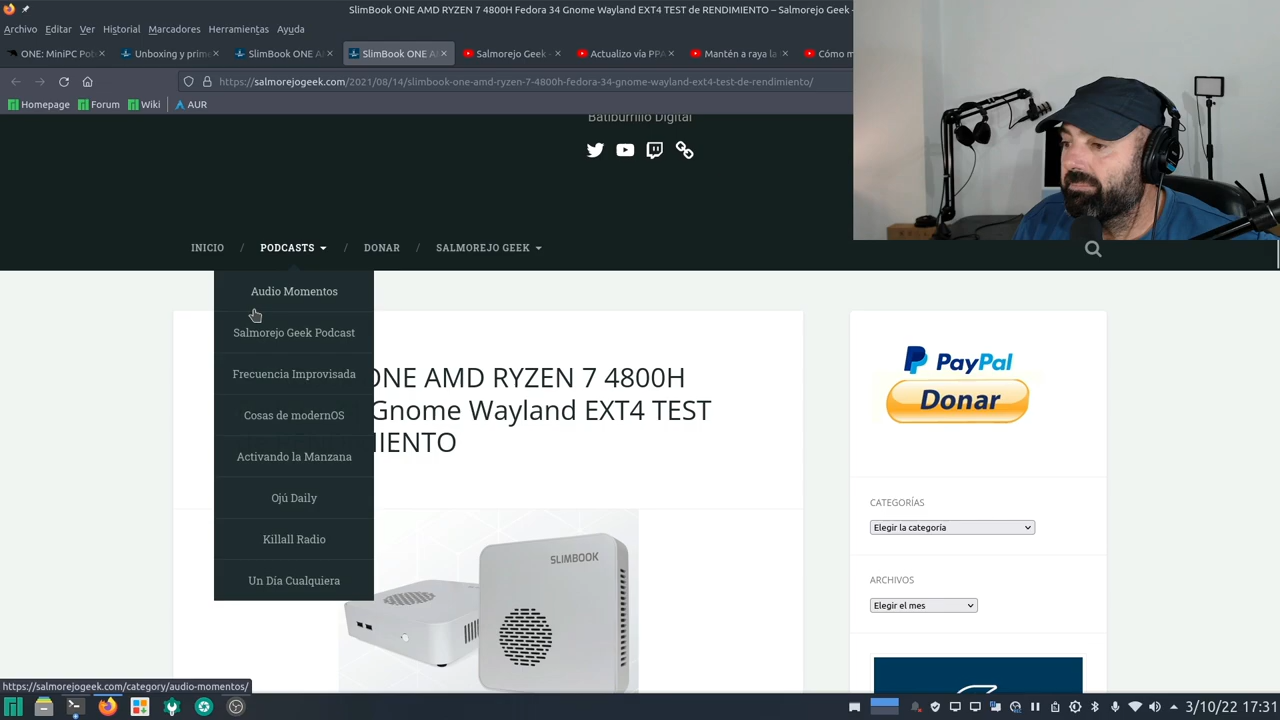 SlimBook ONE AMD RYZEN 7 4800H Fedora 34 Gnome Wayland EXT4 TEST de RENDIMIENTO – Salmorejo Geek –
Archivo Editar Ver Historial Marcadores Herramientas Ayuda
ONE: MiniPC Pot
Unboxing y prime
SlimBook ONE A
SlimBook ONE A
Salmorejo Geek –
Actualizo vía PPA
Mantén a raya la
Cómo m
https://salmorejogeek.com/2021/08/14/slimbook-one-amd-ryzen-7-4800h-fedora-34-gnome-wayland-ext4-test-de-rendimiento/
Homepage Forum Wiki AUR
Batiburrillo Digital
INICIO / PODCASTS / DONAR / SALMOREJO GEEK
Audio Momentos
Salmorejo Geek Podcast
Frecuencia Improvisada
Cosas de modernOS
Activando la Manzana
Ojú Daily
Killall Radio
Un Día Cualquiera
ONE AMD RYZEN 7 4800H
Gnome Wayland EXT4 TEST
IENTO
SLIMBOOK
PayPal
Donar
CATEGORÍAS
Elegir la categoría
ARCHIVOS
Elegir el mes
https://salmorejogeek.com/category/audio-momentos/
3/10/22 17:31